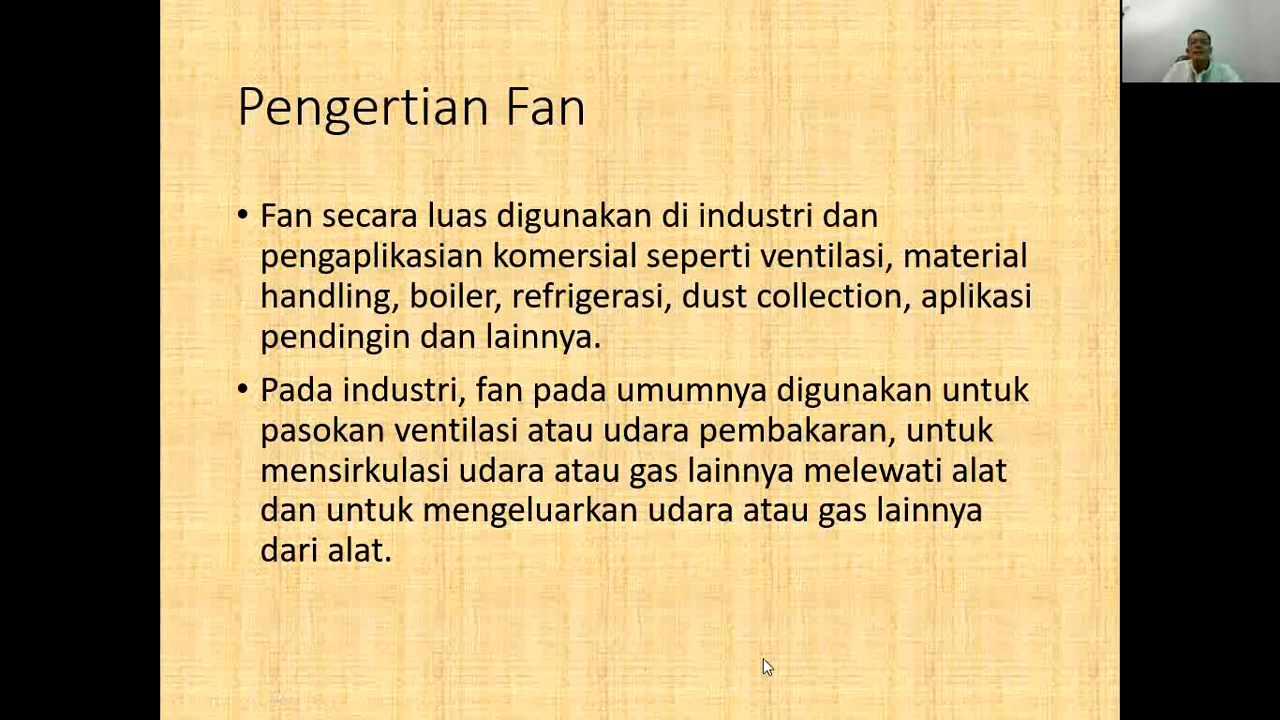 Pengertian Fan
• Fan secara luas digunakan di industri dan
pengaplikasian komersial seperti ventilasi, material
handling, boiler, refrigerasi, dust collection, aplikasi
pendingin dan lainnya.
• Pada industri, fan pada umumnya digunakan untuk
pasokan ventilasi atau udara pembakaran, untuk
mensirkulasi udara atau gas lainnya melewati alat
dan untuk mengeluarkan udara atau gas lainnya
dari alat.